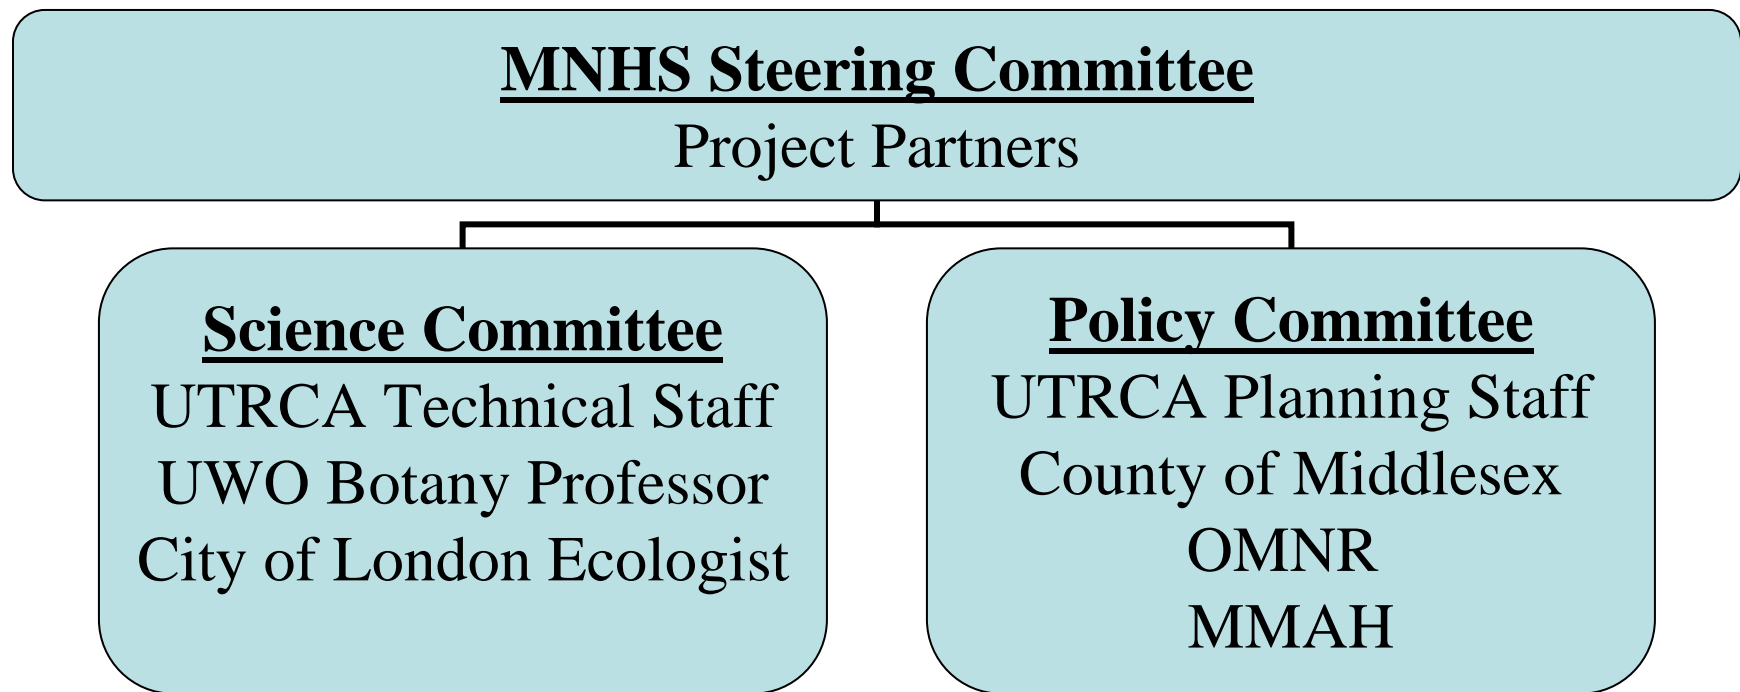 MNHS Steering Committee
Project Partners
Science Committee
UTRCA Technical Staff
UWO Botany Professor
City of London Ecologist
Policy Committee
UTRCA Planning Staff
County of Middlesex
OMNR
MMAH